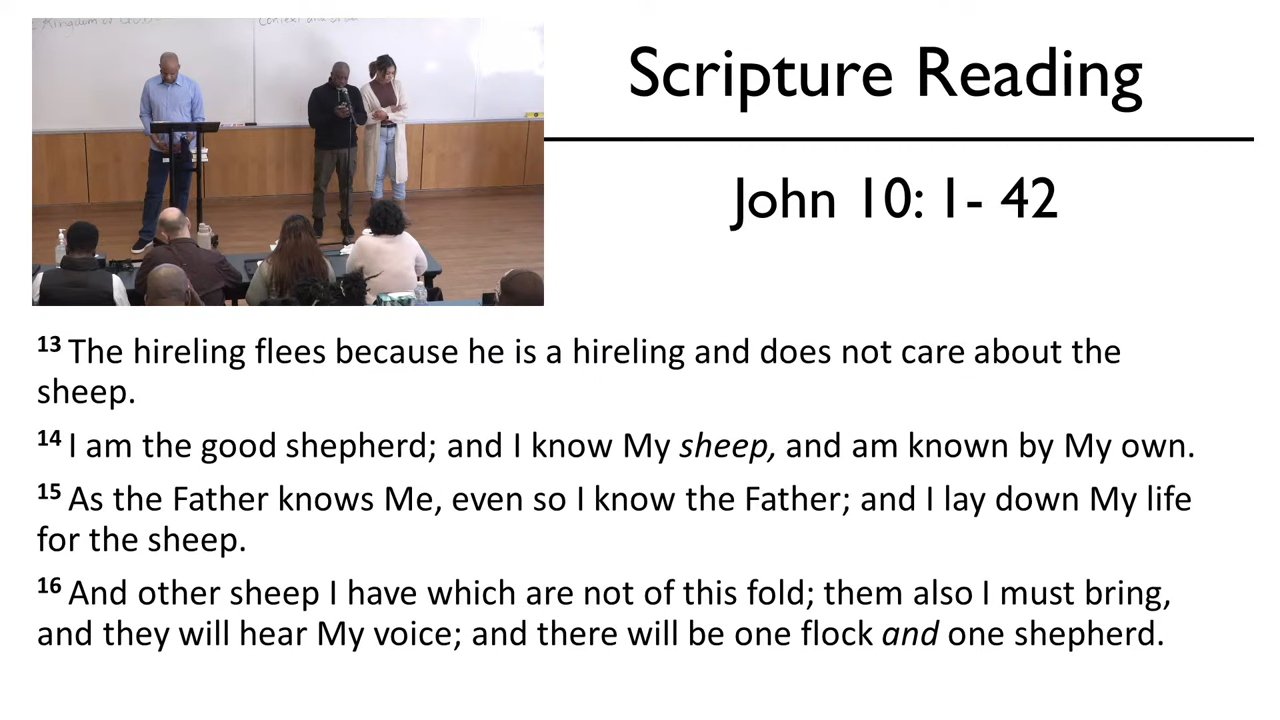 Kingdom of
Context
Scripture Reading
John 10: 1- 42
13 The hireling flees because he is a hireling and does not care about the
sheep.
14 I am the good shepherd; and I know My sheep, and am known by My own.
15 As the Father knows Me, even so I know the Father; and I lay down My life
for the sheep.
16 And other sheep I have which are not of this fold; them also I must bring,
and they will hear My voice; and there will be one flock and one shepherd.